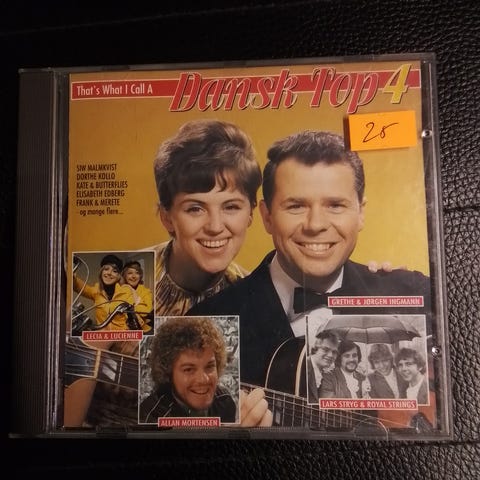 That's What I Call A
Dansk Top 4
25
SIW MALMKVIST
DORTHE KOLLO
KATE & BUTTERFLIES
ELISABETH EDBERG
FRANK & MERETE
-og mange flere...
GRETHE & JØRGEN INGMANN
LECIA & LUCIENNE
LARS STRYG & ROYAL STRINGS
ALLAN MORTENSEN